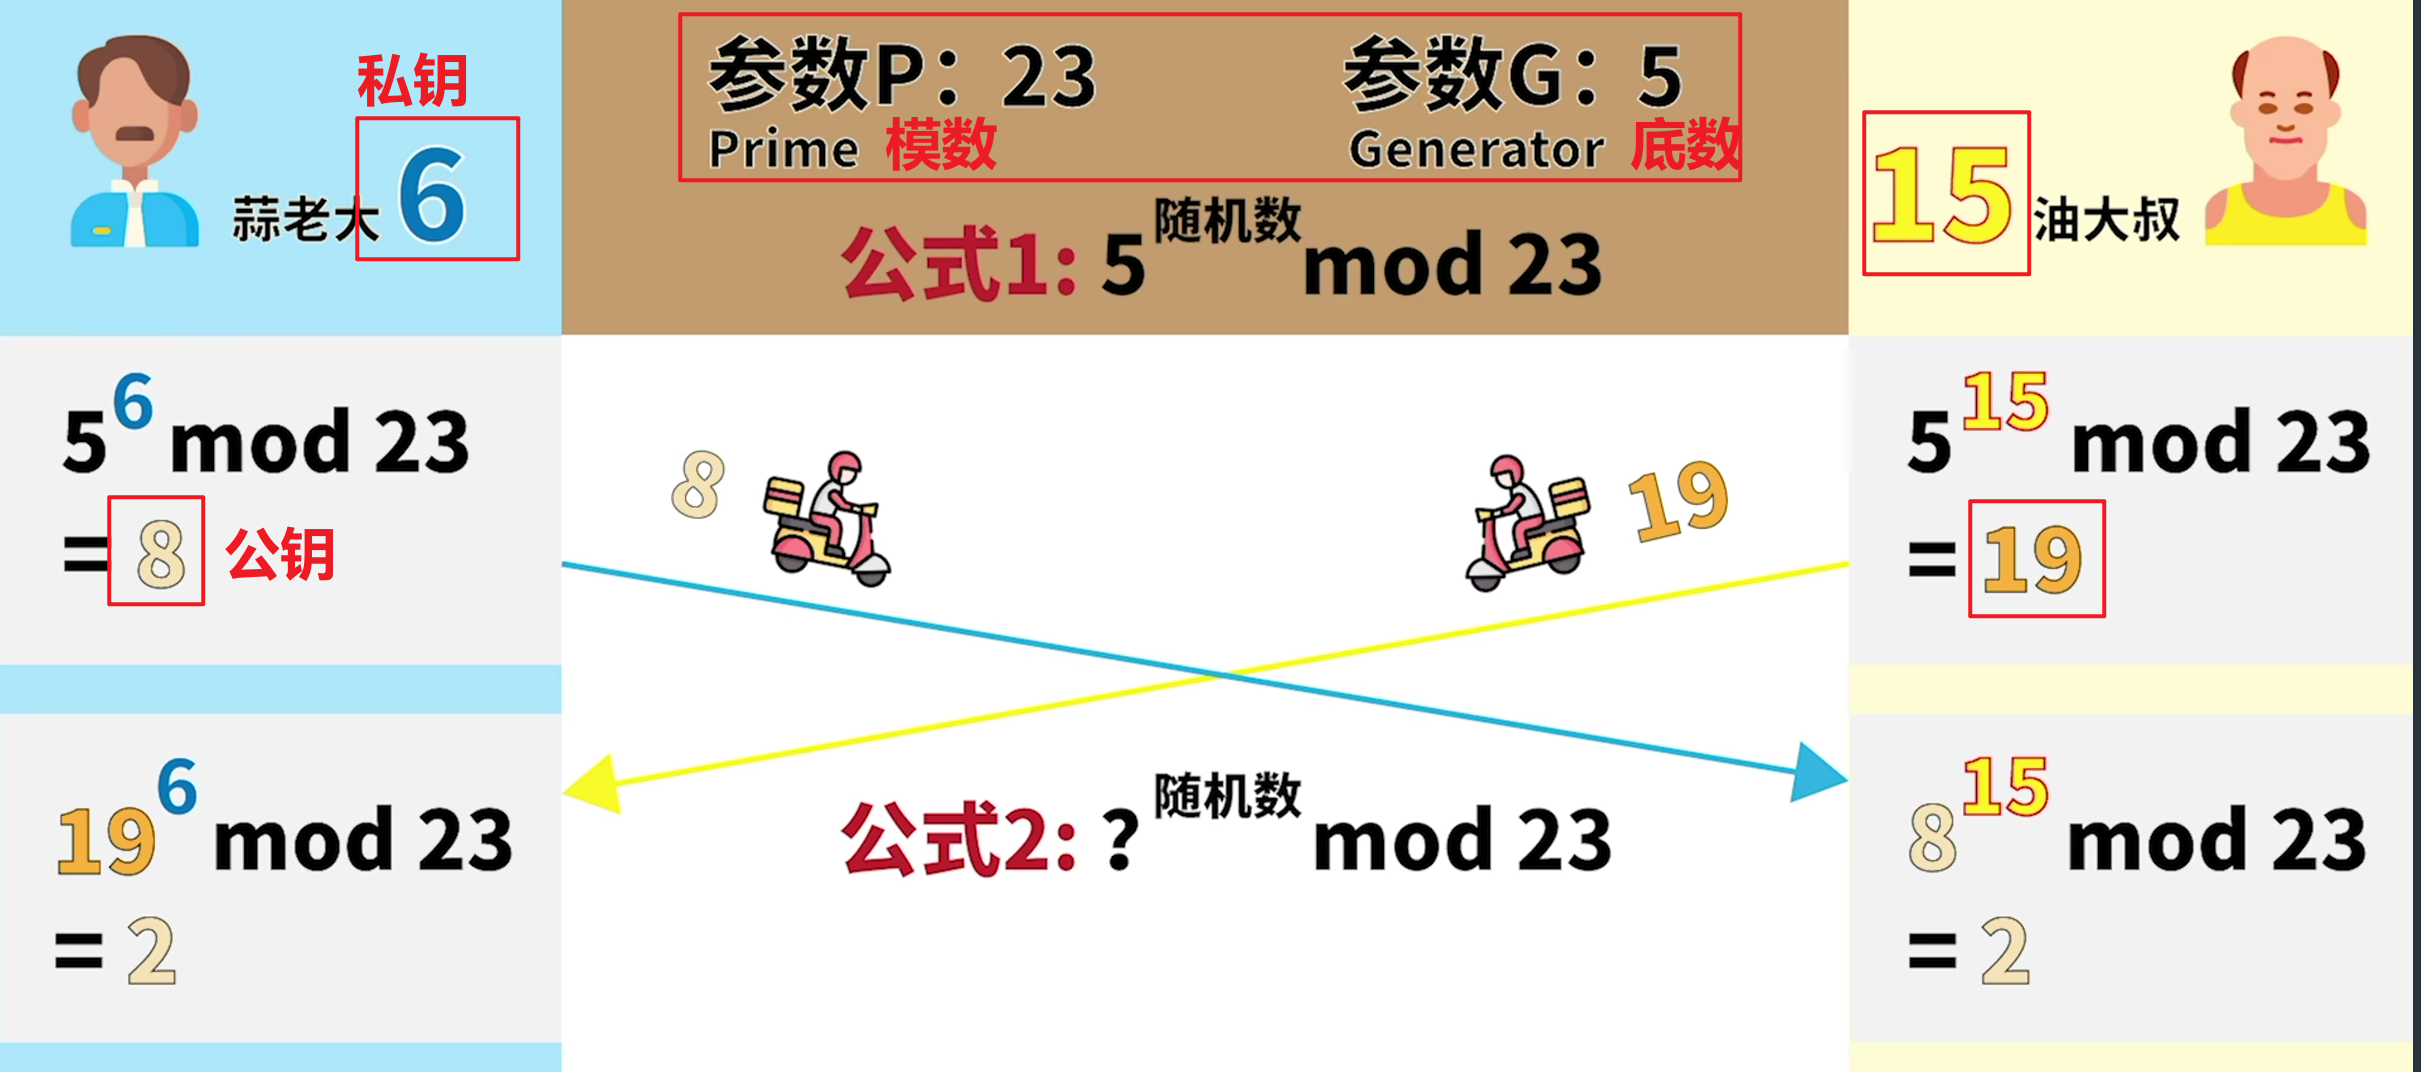 私钥
6
蒜老大
参数P：23
参数G：5
Prime 模数
Generator 底数
公式1: 5^随机数 mod 23
15
油大叔
5^6 mod 23
= 8 公钥
8
19
5^15 mod 23
= 19
19^6 mod 23
= 2
公式2: ?^随机数 mod 23
8^15 mod 23
= 2